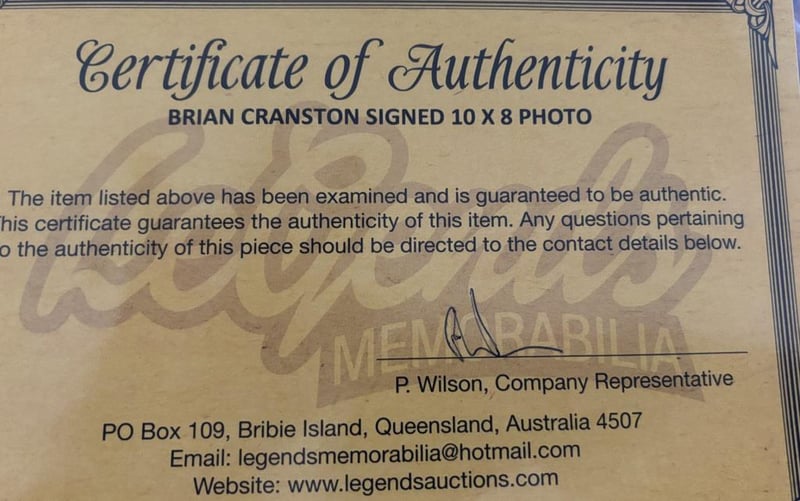 Certificate of Authenticity
BRIAN CRANSTON SIGNED 10 X 8 PHOTO
The item listed above has been examined and is guaranteed to be authentic.
his certificate guarantees the authenticity of this item. Any questions pertaining
o the authenticity of this piece should be directed to the contact details below.
Legends
MEMORABILIA
P. Wilson, Company Representative
PO Box 109, Bribie Island, Queensland, Australia 4507
Email: legendsmemorabilia@hotmail.com
Website: www.legendsauctions.com